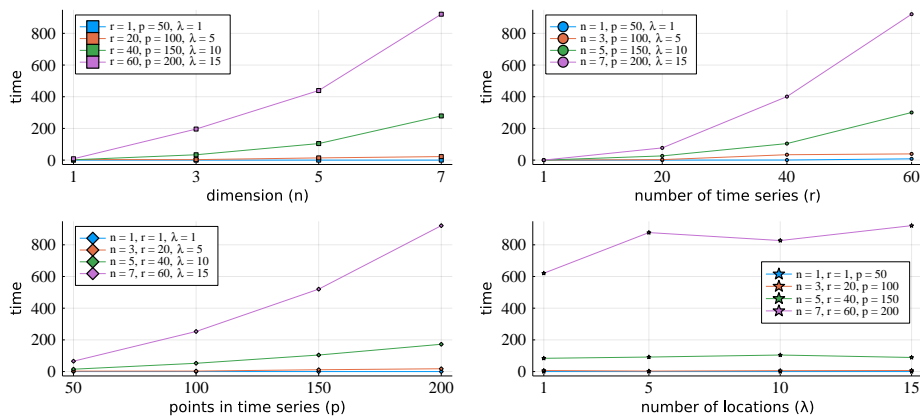 time
800
600
400
200
0
r = 1, p = 50, λ = 1
r = 20, p = 100, λ = 5
r = 40, p = 150, λ = 10
r = 60, p = 200, λ = 15
1 3 5 7
dimension (n)
time
800
600
400
200
0
n = 1, p = 50, λ = 1
n = 3, p = 100, λ = 5
n = 5, p = 150, λ = 10
n = 7, p = 200, λ = 15
1 20 40 60
number of time series (r)
time
800
600
400
200
0
n = 1, r = 1, λ = 1
n = 3, r = 20, λ = 5
n = 5, r = 40, λ = 10
n = 7, r = 60, λ = 15
50 100 150 200
points in time series (p)
time
800
600
400
200
0
n = 1, r = 1, p = 50
n = 3, r = 20, p = 100
n = 5, r = 40, p = 150
n = 7, r = 60, p = 200
1 5 10 15
number of locations (λ)